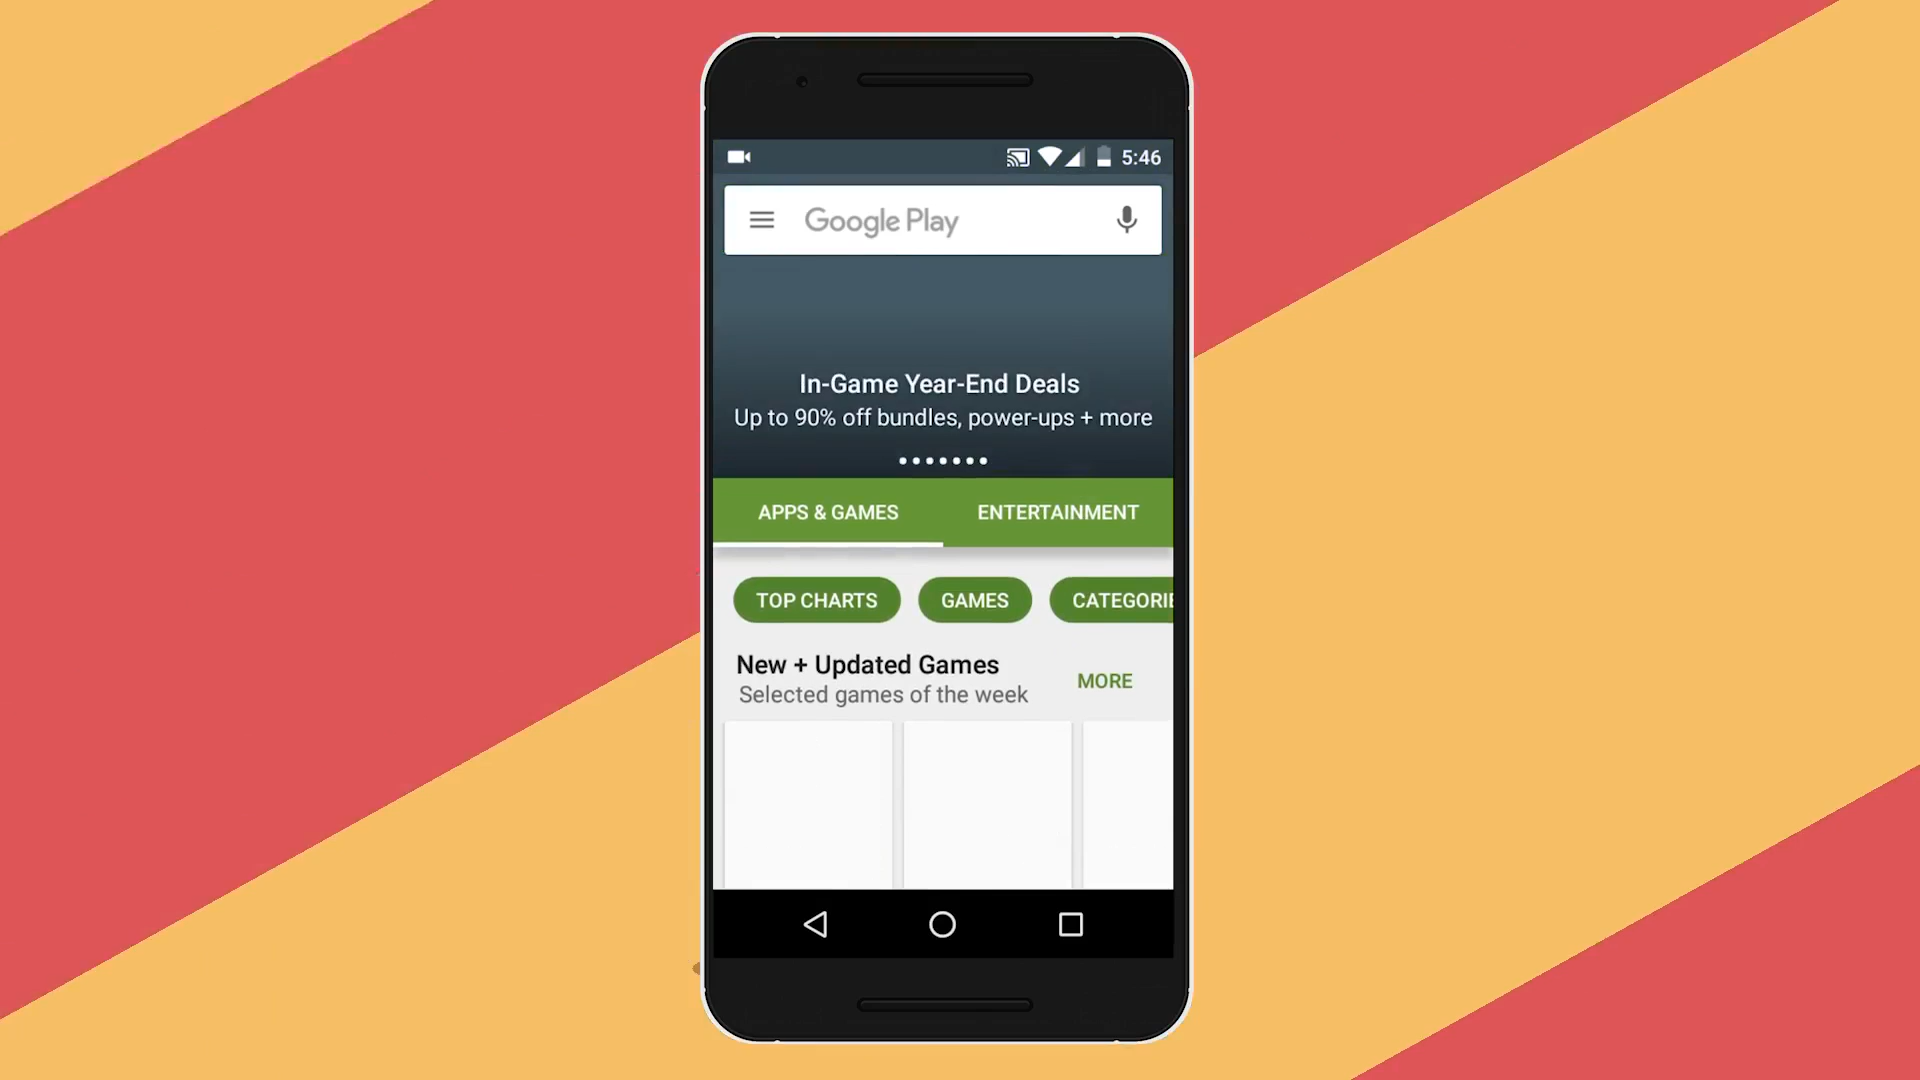 5:46
Google Play
In-Game Year-End Deals
Up to 90% off bundles, power-ups + more
APPS & GAMES ENTERTAINMENT
TOP CHARTS GAMES CATEGORIE
New + Updated Games
MORE
Selected games of the week